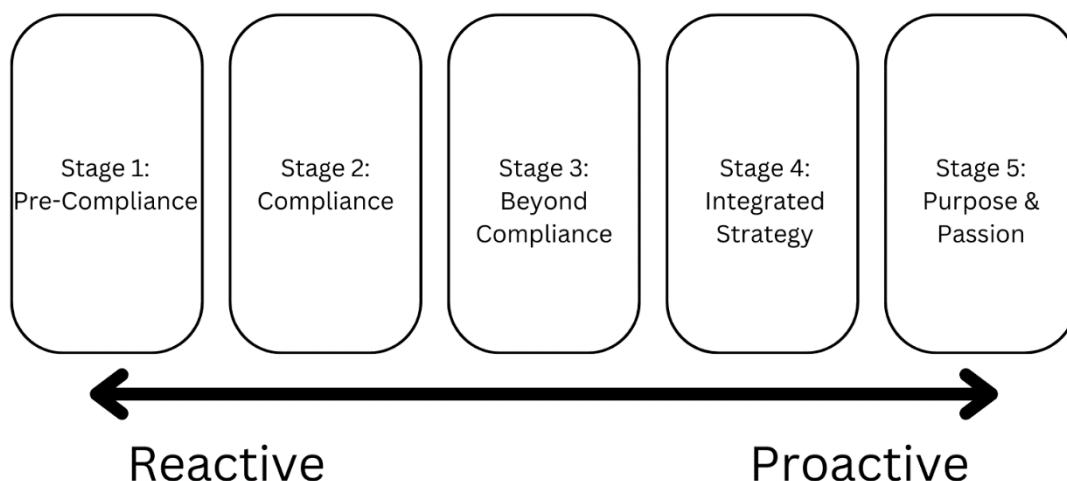 Stage 1:
Pre-Compliance
Stage 2:
Compliance
Stage 3:
Beyond
Compliance
Stage 4:
Integrated
Strategy
Stage 5:
Purpose &
Passion
Reactive
Proactive